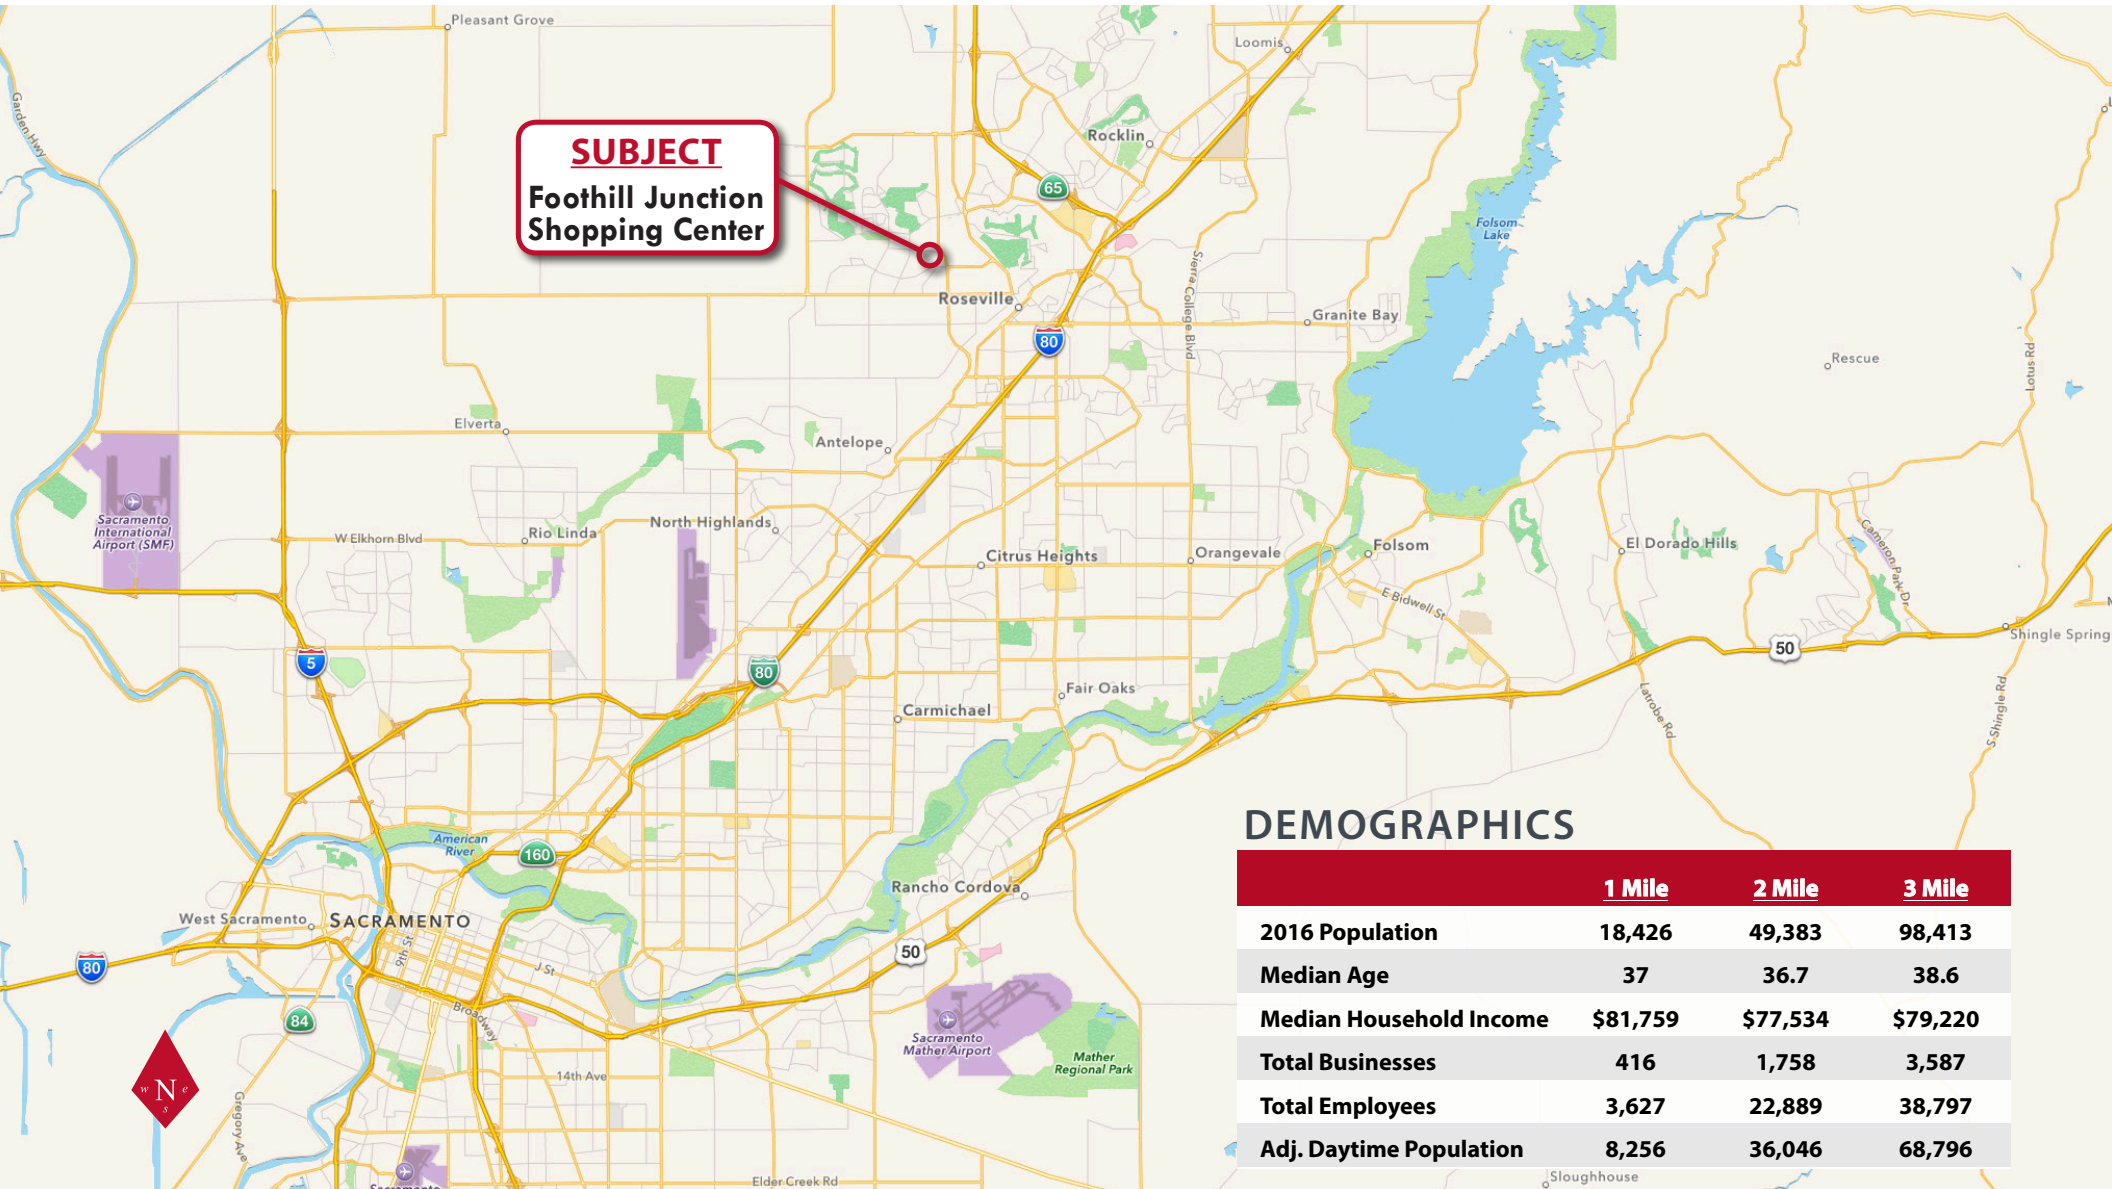 Pleasant Grove
Loomis
Garden Hwy
Rocklin
SUBJECT
Foothill Junction
Shopping Center
65
Folsom
Lake
Sierra College Blvd
Roseville
Granite Bay
80
Rescue
Lotus Rd
Elverta
Antelope
Sacramento
International
Airport (SMF)
W Elkhorn Blvd
Rio Linda
North Highlands
Citrus Heights
Orangevale
Folsom
El Dorado Hills
Cameron Park Dr
E Bidwell St
Shingle Spring
50
5
80
Fair Oaks
Carmichael
Latrobe Rd
S Shingle Rd
American
River
160
Rancho Cordova
West Sacramento
SACRAMENTO
9th St
J St
50
80
84
Broadway
Sacramento
Mather Airport
Mather
Regional Park
14th Ave
Gregory Ave
N
w e
s
Elder Creek Rd
Sloughhouse
DEMOGRAPHICS
1 Mile 2 Mile 3 Mile
2016 Population 18,426 49,383 98,413
Median Age 37 36.7 38.6
Median Household Income $81,759 $77,534 $79,220
Total Businesses 416 1,758 3,587
Total Employees 3,627 22,889 38,797
Adj. Daytime Population 8,256 36,046 68,796